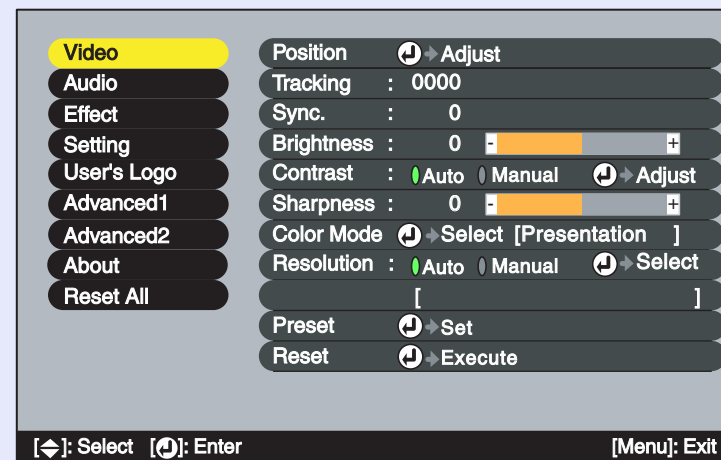 Video
Audio
Effect
Setting
User's Logo
Advanced1
Advanced2
About
Reset All
Position Adjust
Tracking : 0000
Sync. : 0
Brightness : 0 - +
Contrast : Auto Manual Adjust
Sharpness : 0 - +
Color Mode Select [Presentation ]
Resolution : Auto Manual Select
[ ]
Preset Set
Reset Execute
[ ]: Select [ ]: Enter [Menu]: Exit